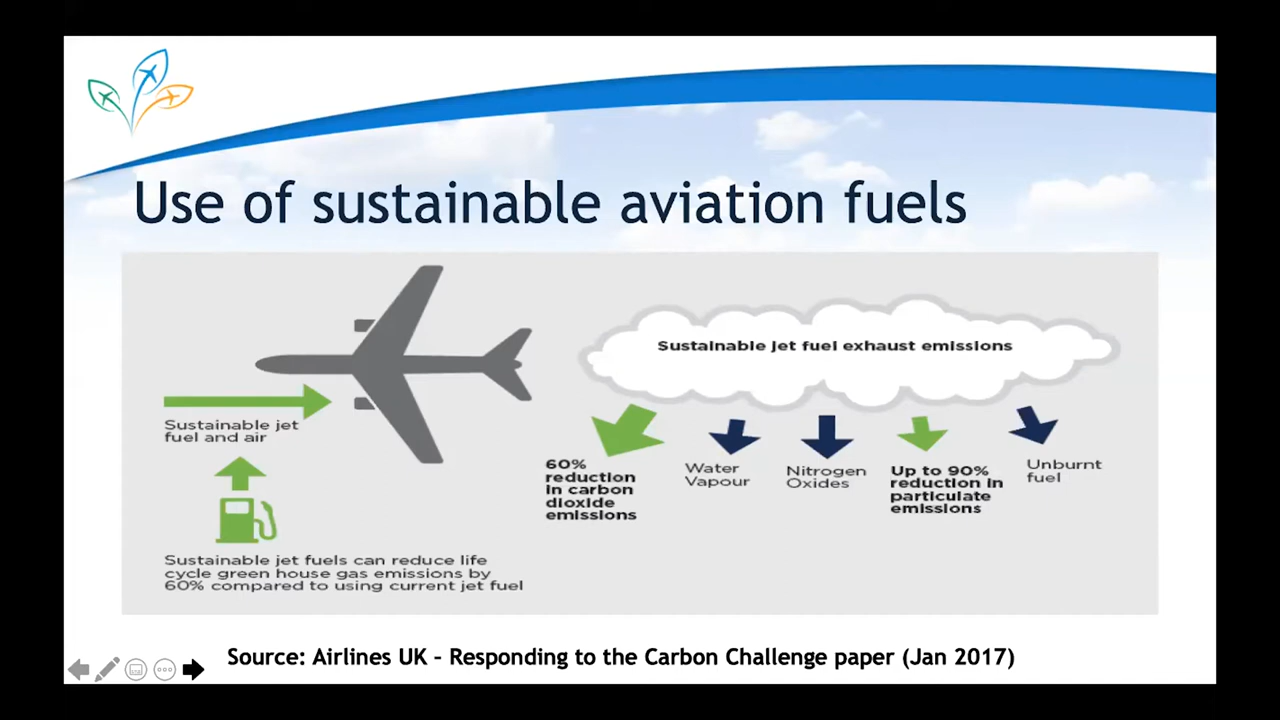 Use of sustainable aviation fuels
Sustainable jet fuel exhaust emissions
Sustainable jet
fuel and air
60%
reduction
in carbon
dioxide
emissions
Water
Vapour
Nitrogen
Oxides
Up to 90%
reduction in
particulate
emissions
Unburnt
fuel
Sustainable jet fuels can reduce life
cycle green house gas emissions by
60% compared to using current jet fuel
Source: Airlines UK – Responding to the Carbon Challenge paper (Jan 2017)